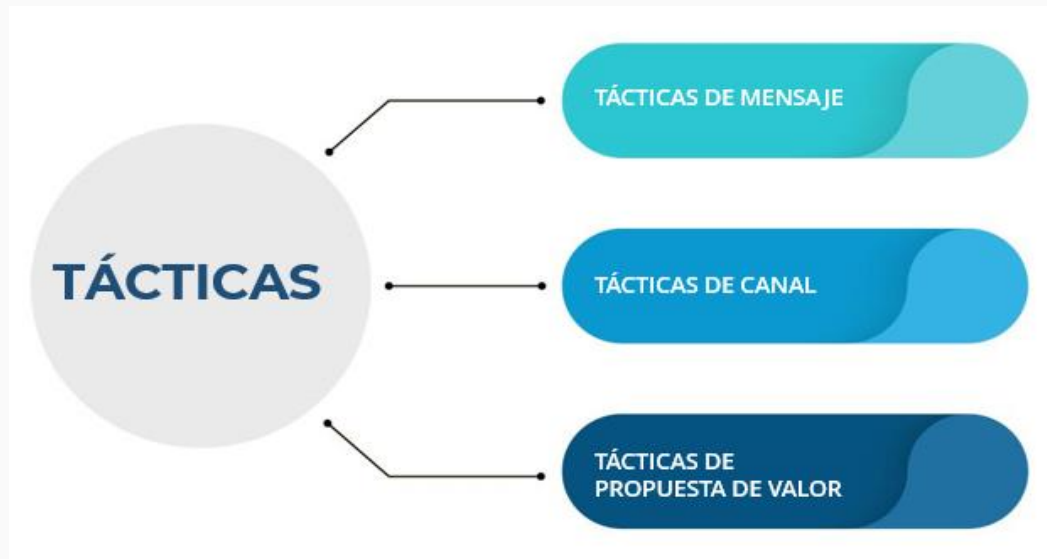 TÁCTICAS
TÁCTICAS DE MENSAJE
TÁCTICAS DE CANAL
TÁCTICAS DE
PROPUESTA DE VALOR